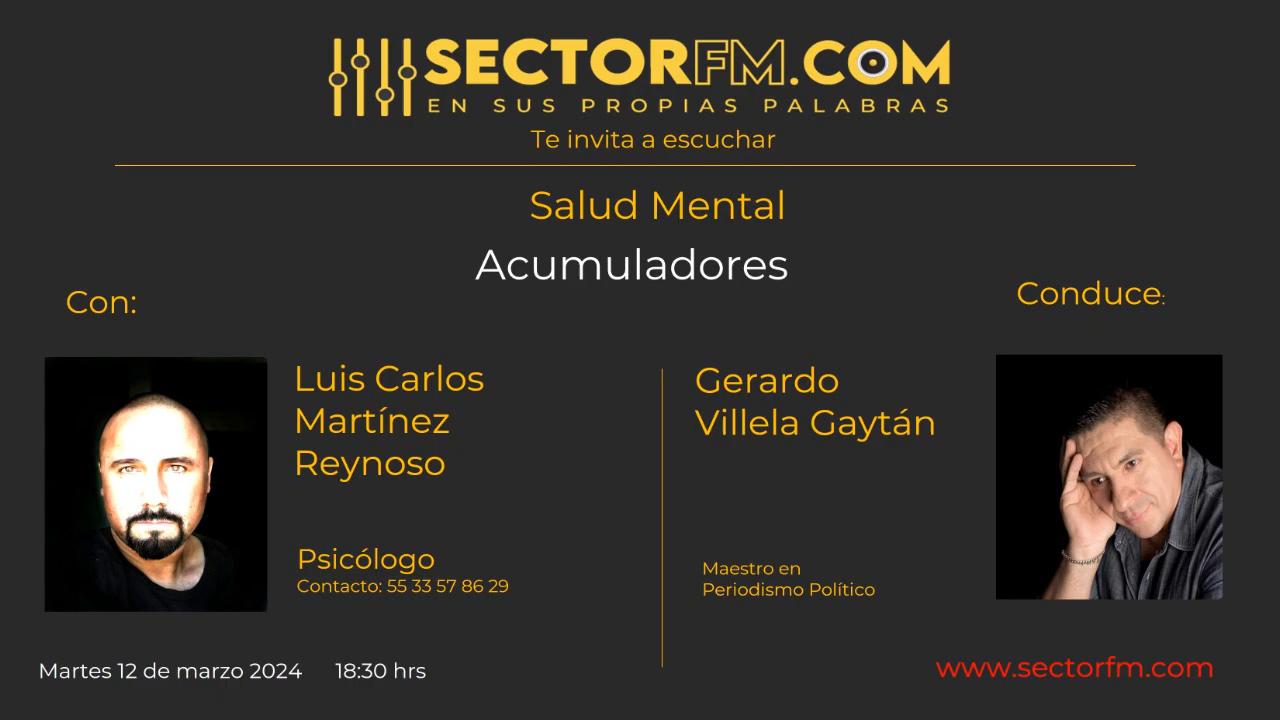 SECTORFM.COM
EN SUS PROPIAS PALABRAS
Te invita a escuchar
Salud Mental
Acumuladores
Con:
Conduce:
Luis Carlos
Martínez
Reynoso
Psicólogo
Contacto: 55 33 57 86 29
Gerardo
Villela Gaytán
Maestro en
Periodismo Político
Martes 12 de marzo 2024 18:30 hrs
www.sectorfm.com